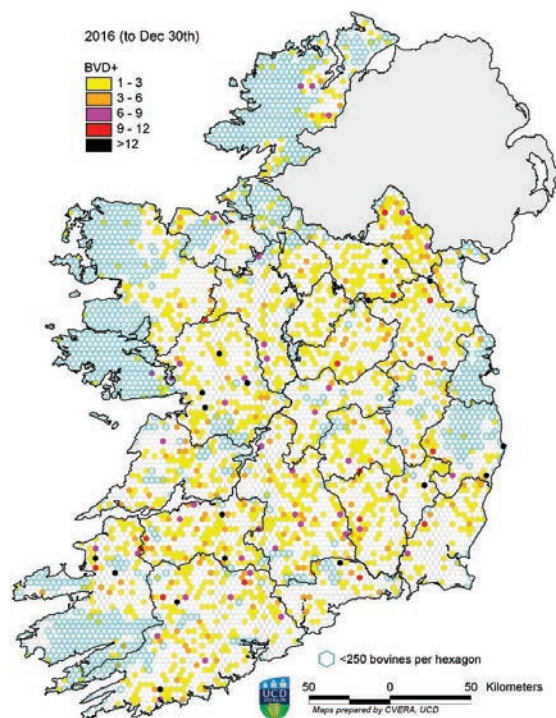 2016 (to Dec 30th)
BVD+
1 - 3
3 - 6
6 - 9
9 - 12
>12
<250 bovines per hexagon
UCD
DUBLIN
50 0 50 Kilometers
Maps prepared by CVERA, UCD